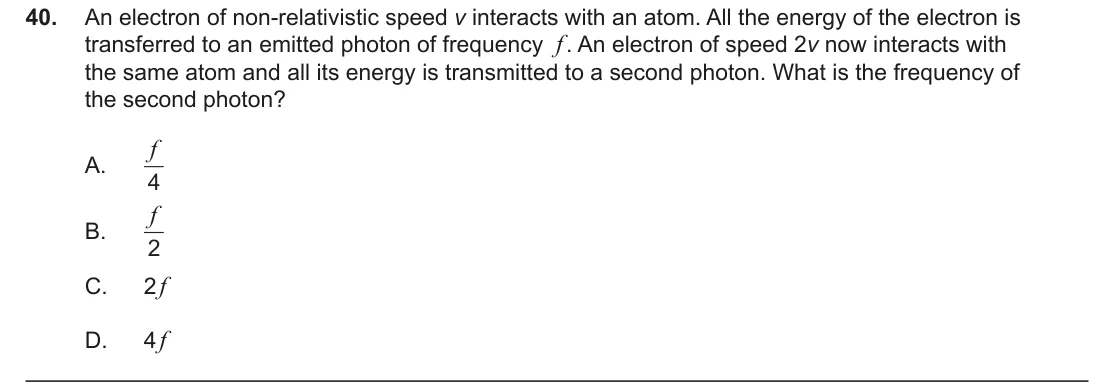 40. An electron of non-relativistic speed v interacts with an atom. All the energy of the electron is
transferred to an emitted photon of frequency f. An electron of speed 2v now interacts with
the same atom and all its energy is transmitted to a second photon. What is the frequency of
the second photon?
A. f/4
B. f/2
C. 2f
D. 4f